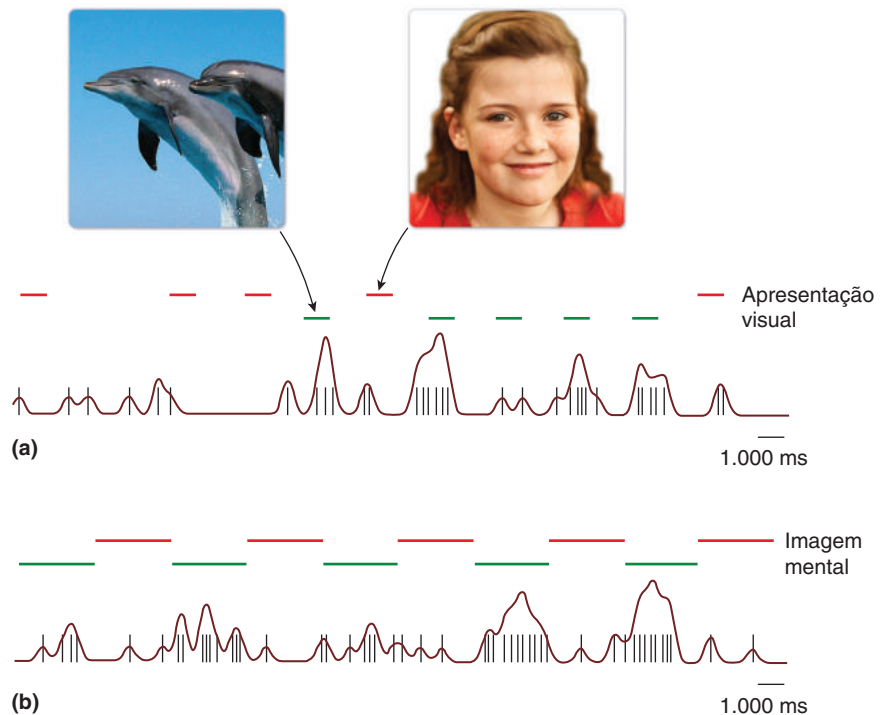 Apresentação
visual
(a)
1.000 ms
Imagem
mental
(b)
1.000 ms